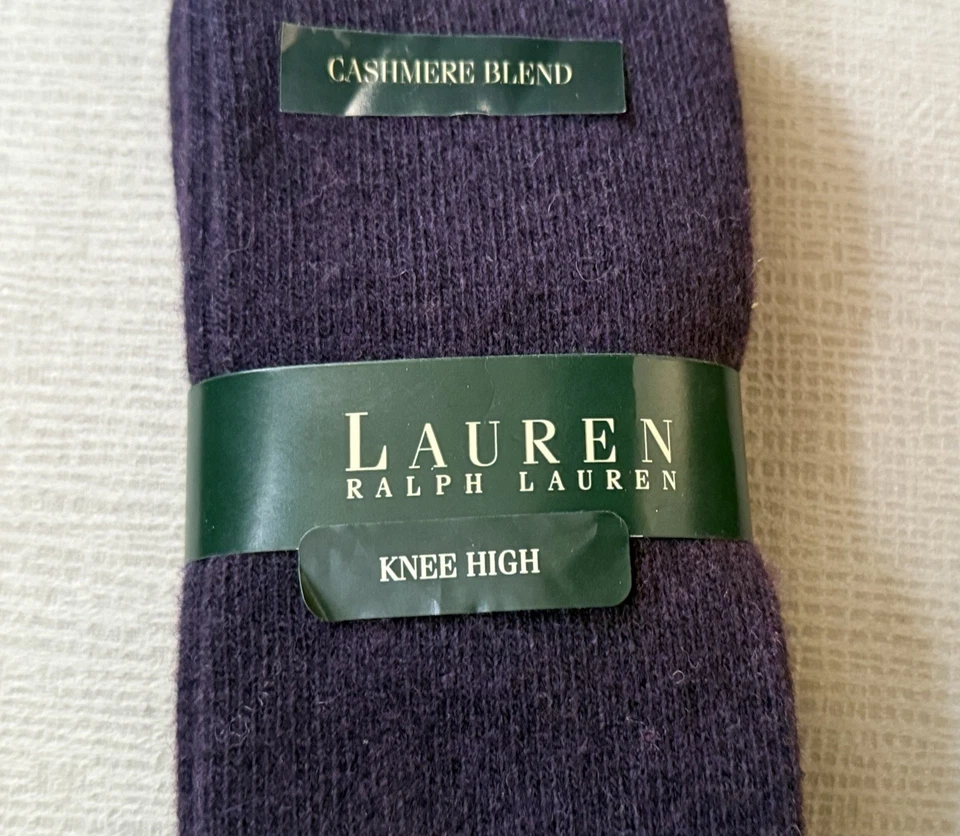 CASHMERE BLEND
LAUREN
RALPH LAUREN
KNEE HIGH